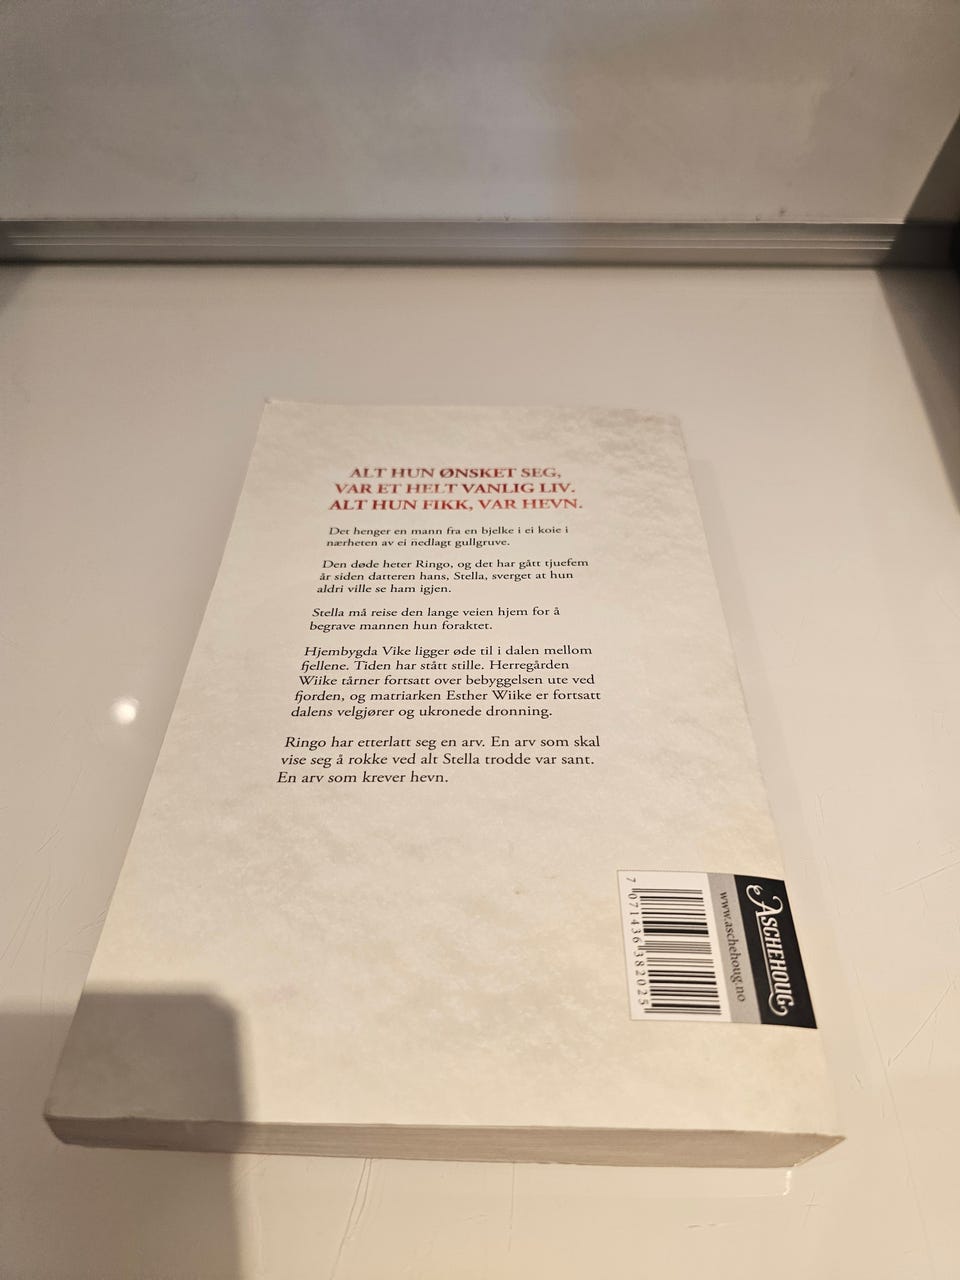 ALT HUN ØNSKET SEG,
VAR ET HELT VANLIG LIV.
ALT HUN FIKK, VAR HEVN.
Det henger en mann fra en bjelke i ei koie i
nærheten av ei nedlagt gullgruve.
Den døde heter Ringo, og det har gått tjuefem
år siden datteren hans, Stella, sverget at hun
aldri ville se ham igjen.
Stella må reise den lange veien hjem for å
begrave mannen hun foraktet.
Hjembygda Vike ligger øde til i dalen mellom
fjellene. Tiden har stått stille. Herregården
Wiike tårner fortsatt over bebyggelsen ute ved
fjorden, og matriarken Esther Wiike er fortsatt
dalens velgjører og ukronede dronning.
Ringo har etterlatt seg en arv. En arv som skal
vise seg å rokke ved alt Stella trodde var sant.
En arv som krever hevn.
ASCHEHOUG
www.aschehoug.no
7 071436 382025